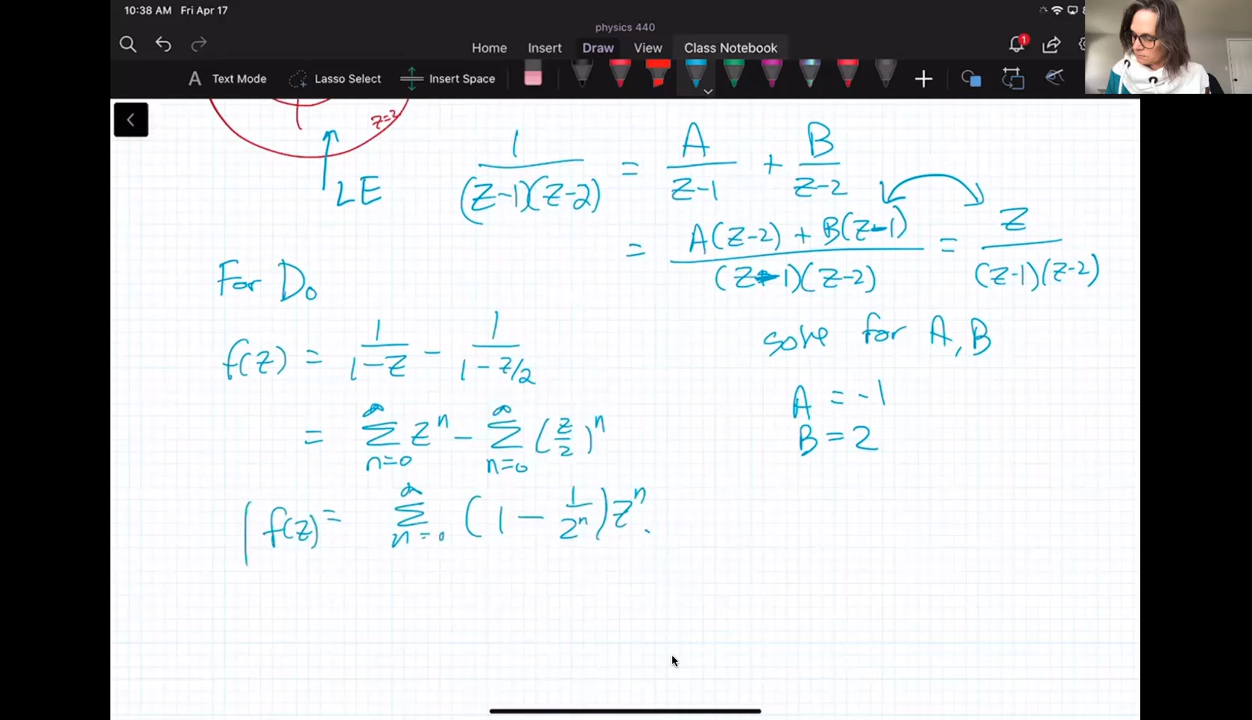 10:38 AM Fri Apr 17
physics 440
Home Insert Draw View Class Notebook
1
Text Mode Lasso Select Insert Space
z=2
LE
1/((z-1)(z-2)) = A/(z-1) + B/(z-2)
= (A(z-2) + B(z-1))/((z-1)(z-2)) = z/((z-1)(z-2))
For D₀
solve for A, B
f(z) = 1/(1-z) - 1/(1-z/2)
A = -1
B = 2
= ∑_{n=0}^∞ zⁿ - ∑_{n=0}^∞ (z/2)ⁿ
f(z) = ∑_{n=0}^∞ (1 - 1/2ⁿ) zⁿ.